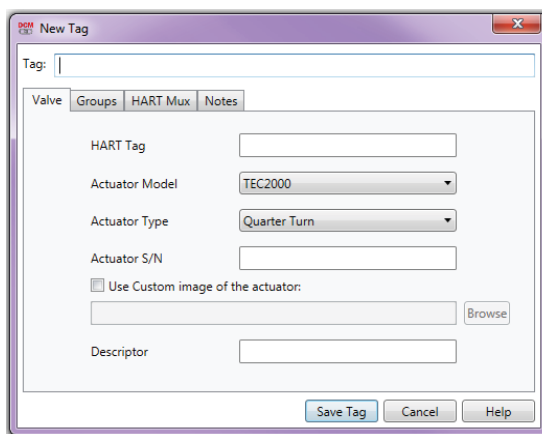 DCM New Tag
Tag:
Valve Groups HART Mux Notes
HART Tag
Actuator Model TEC2000
Actuator Type Quarter Turn
Actuator S/N
Use Custom image of the actuator:
Browse
Descriptor
Save Tag Cancel Help